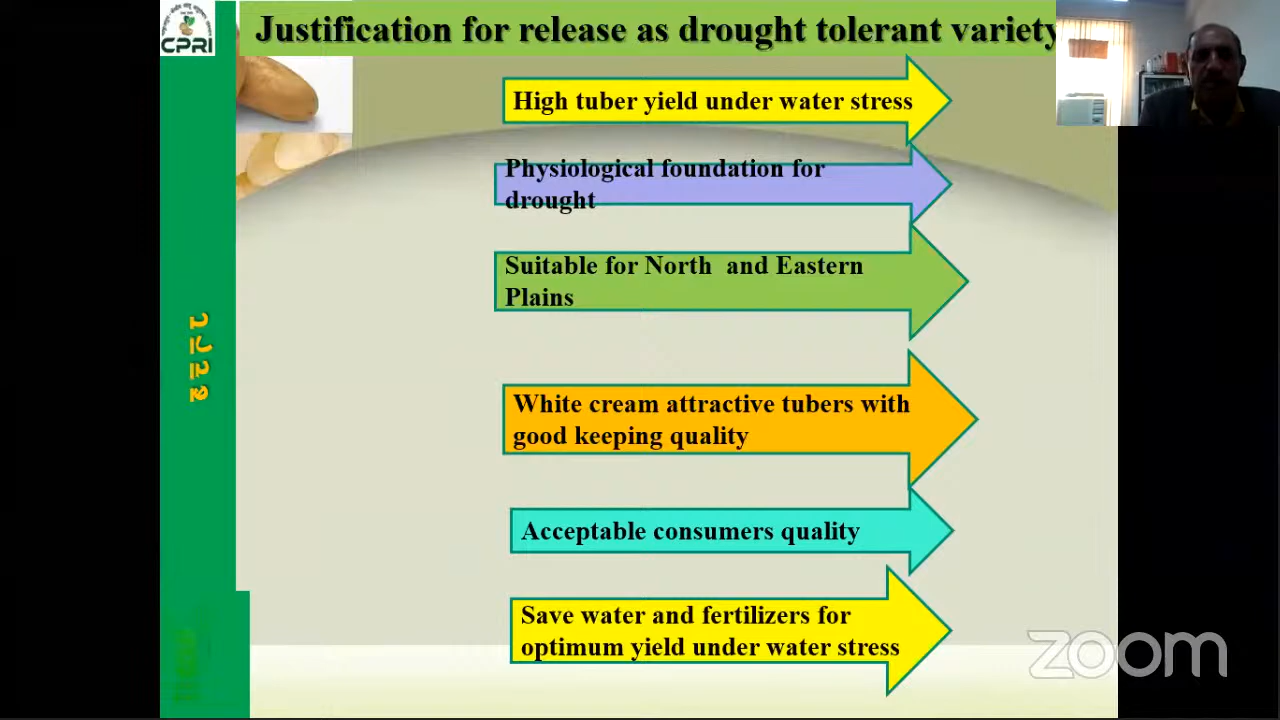 Justification for release as drought tolerant variety
CPRI
High tuber yield under water stress
Physiological foundation for
drought
Suitable for North  and Eastern
Plains
White cream attractive tubers with
good keeping quality
Acceptable consumers quality
Save water and fertilizers for
optimum yield under water stress
zoom